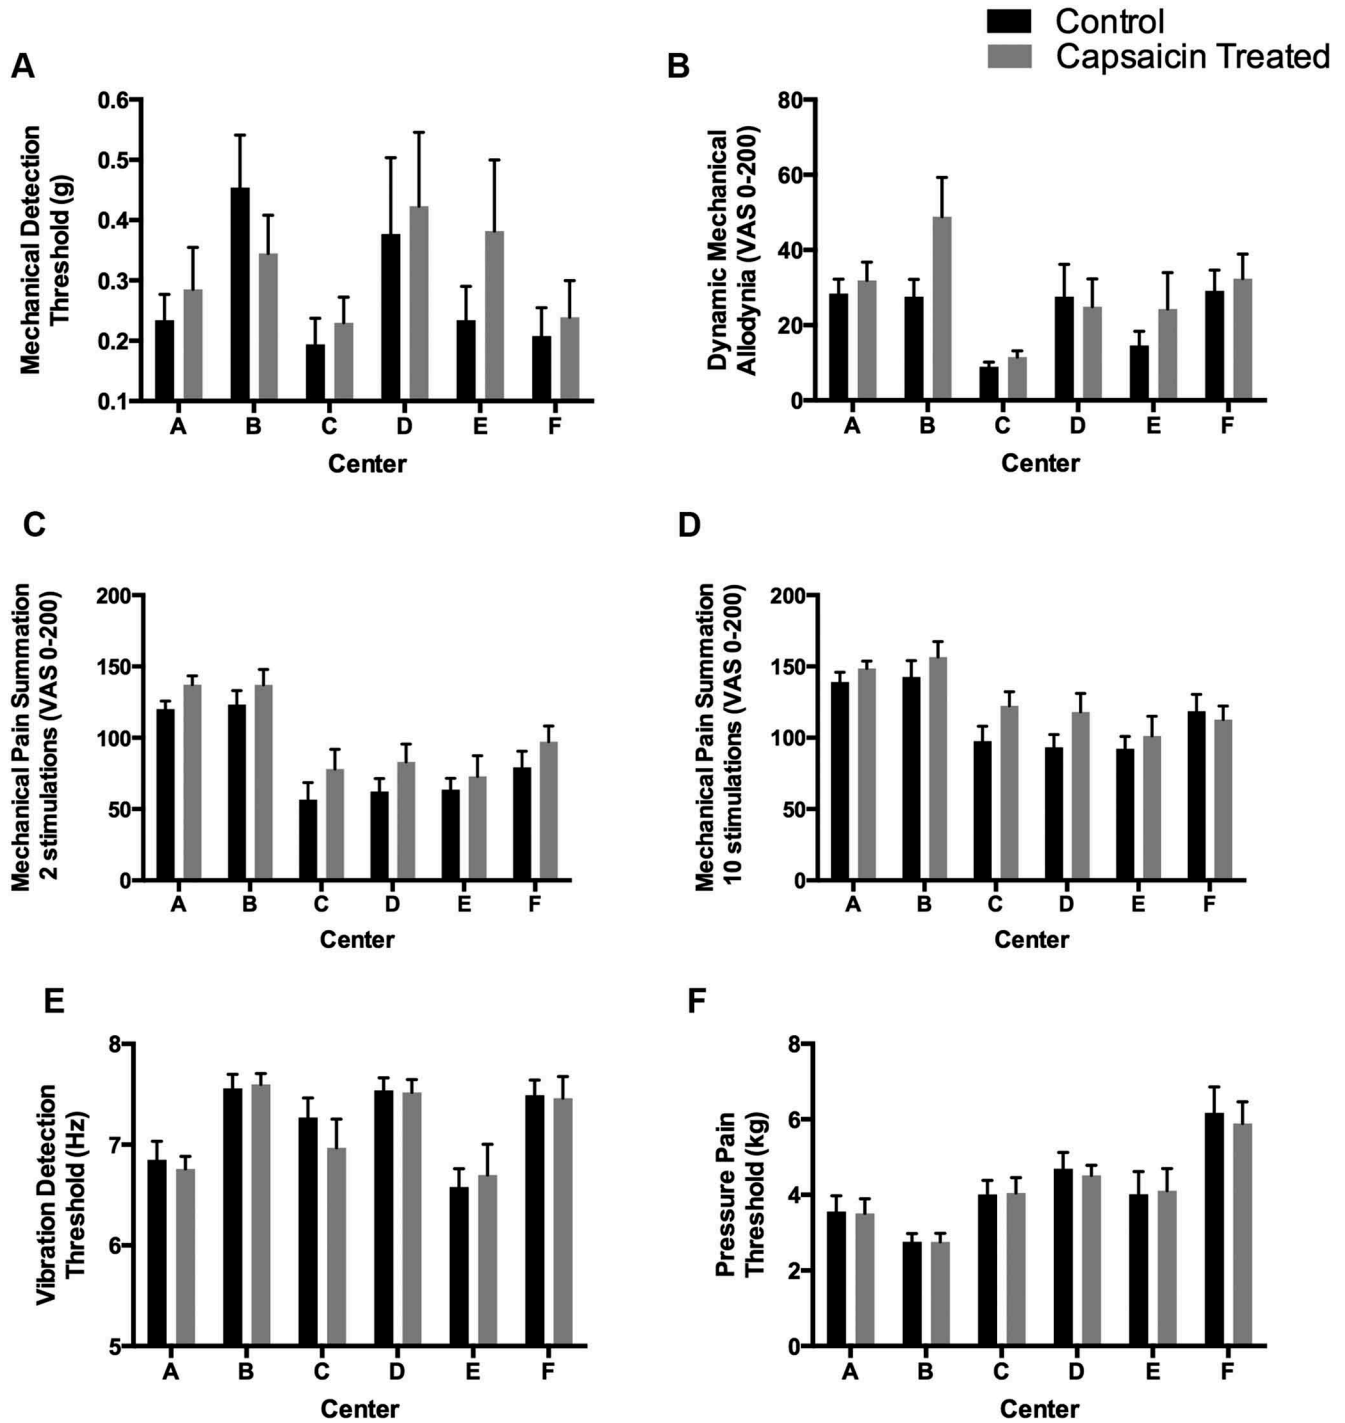 Control
Capsaicin Treated
A
Mechanical Detection
Threshold (g)
0.6
0.5
0.4
0.3
0.2
0.1
A B C D E F
Center
B
Dynamic Mechanical
Allodynia (VAS 0-200)
80
60
40
20
0
A B C D E F
Center
C
Mechanical Pain Summation
2 stimulations (VAS 0-200)
200
150
100
50
0
A B C D E F
Center
D
Mechanical Pain Summation
10 stimulations (VAS 0-200)
200
150
100
50
0
A B C D E F
Center
E
Vibration Detection
Threshold (Hz)
8
7
6
5
A B C D E F
Center
F
Pressure Pain
Threshold (kg)
8
6
4
2
0
A B C D E F
Center